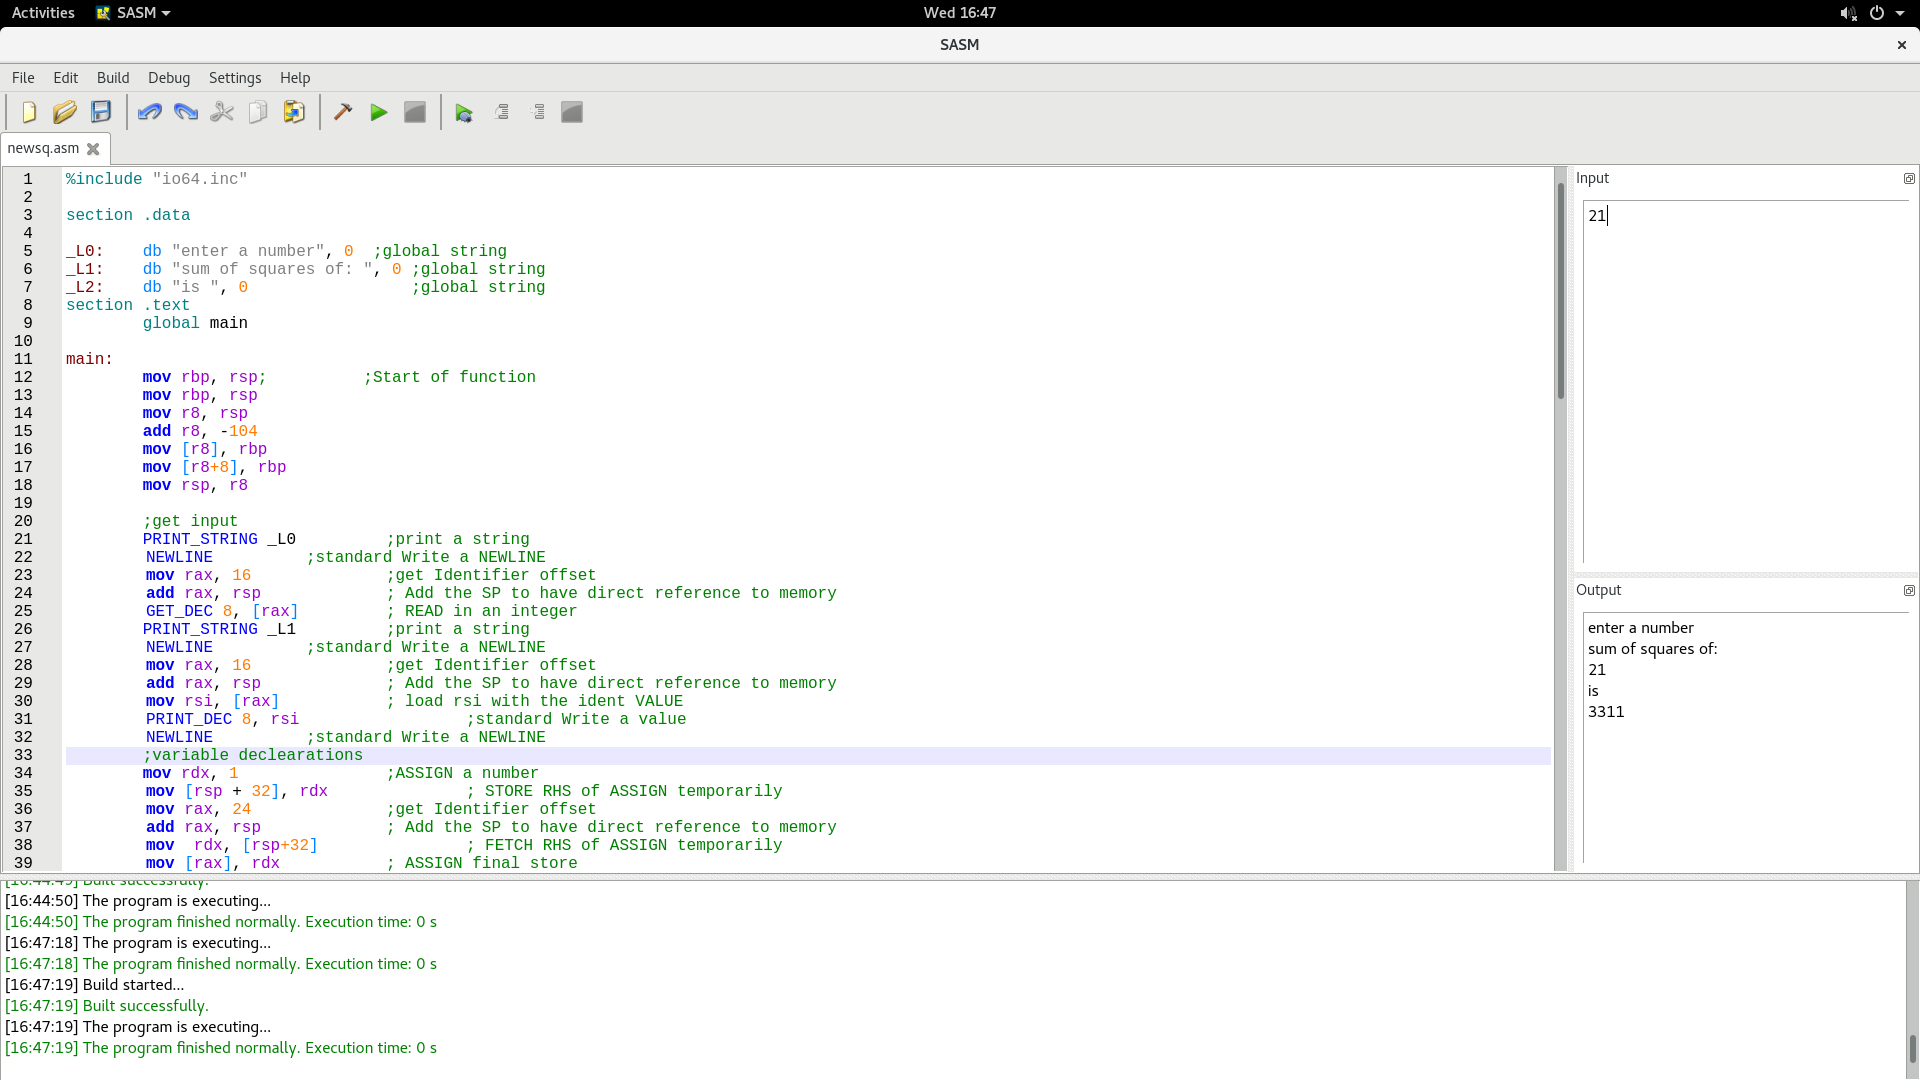 Activities SASM Wed 16:47
SASM
File Edit Build Debug Settings Help
newsq.asm
1 %include "io64.inc"
2
3 section .data
4
5 _L0: db "enter a number", 0 ;global string
6 _L1: db "sum of squares of: ", 0 ;global string
7 _L2: db "is ", 0 ;global string
8 section .text
9 global main
10
11 main:
12 mov rbp, rsp; ;Start of function
13 mov rbp, rsp
14 mov r8, rsp
15 add r8, -104
16 mov [r8], rbp
17 mov [r8+8], rbp
18 mov rsp, r8
19
20 ;get input
21 PRINT_STRING _L0 ;print a string
22 NEWLINE ;standard Write a NEWLINE
23 mov rax, 16 ;get Identifier offset
24 add rax, rsp ; Add the SP to have direct reference to memory
25 GET_DEC 8, [rax] ; READ in an integer
26 PRINT_STRING _L1 ;print a string
27 NEWLINE ;standard Write a NEWLINE
28 mov rax, 16 ;get Identifier offset
29 add rax, rsp ; Add the SP to have direct reference to memory
30 mov rsi, [rax] ; load rsi with the ident VALUE
31 PRINT_DEC 8, rsi ;standard Write a value
32 NEWLINE ;standard Write a NEWLINE
33 ;variable declearations
34 mov rdx, 1 ;ASSIGN a number
35 mov [rsp + 32], rdx ; STORE RHS of ASSIGN temporarily
36 mov rax, 24 ;get Identifier offset
37 add rax, rsp ; Add the SP to have direct reference to memory
38 mov rdx, [rsp+32] ; FETCH RHS of ASSIGN temporarily
39 mov [rax], rdx ; ASSIGN final store
Input
21
Output
enter a number
sum of squares of:
21
is
3311
[16:44:49] Built successfully.
[16:44:50] The program is executing...
[16:44:50] The program finished normally. Execution time: 0 s
[16:47:18] The program is executing...
[16:47:18] The program finished normally. Execution time: 0 s
[16:47:19] Build started...
[16:47:19] Built successfully.
[16:47:19] The program is executing...
[16:47:19] The program finished normally. Execution time: 0 s